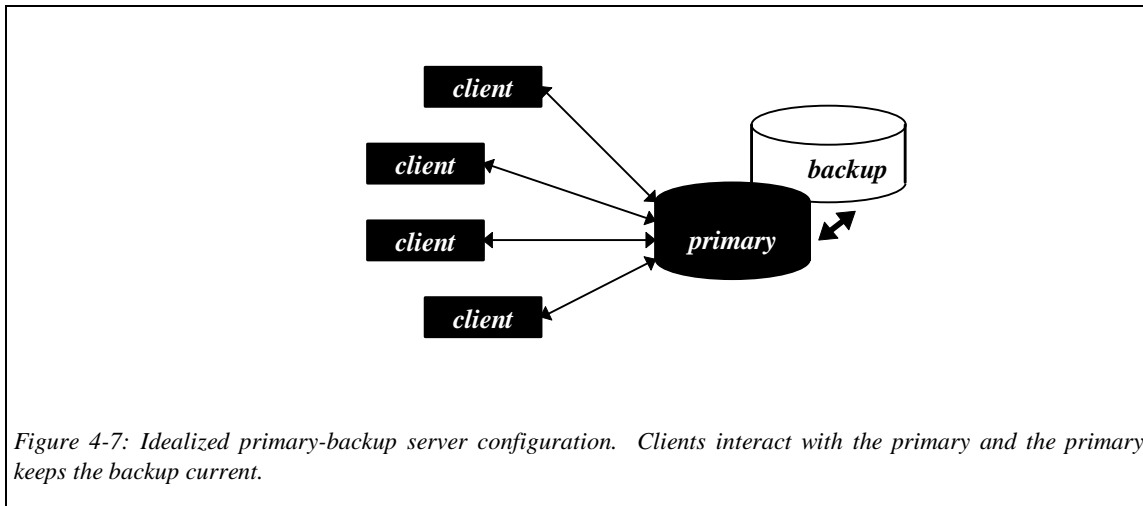 client
client
client
client
backup
primary
Figure 4-7: Idealized primary-backup server configuration. Clients interact with the primary and the primary
keeps the backup current.